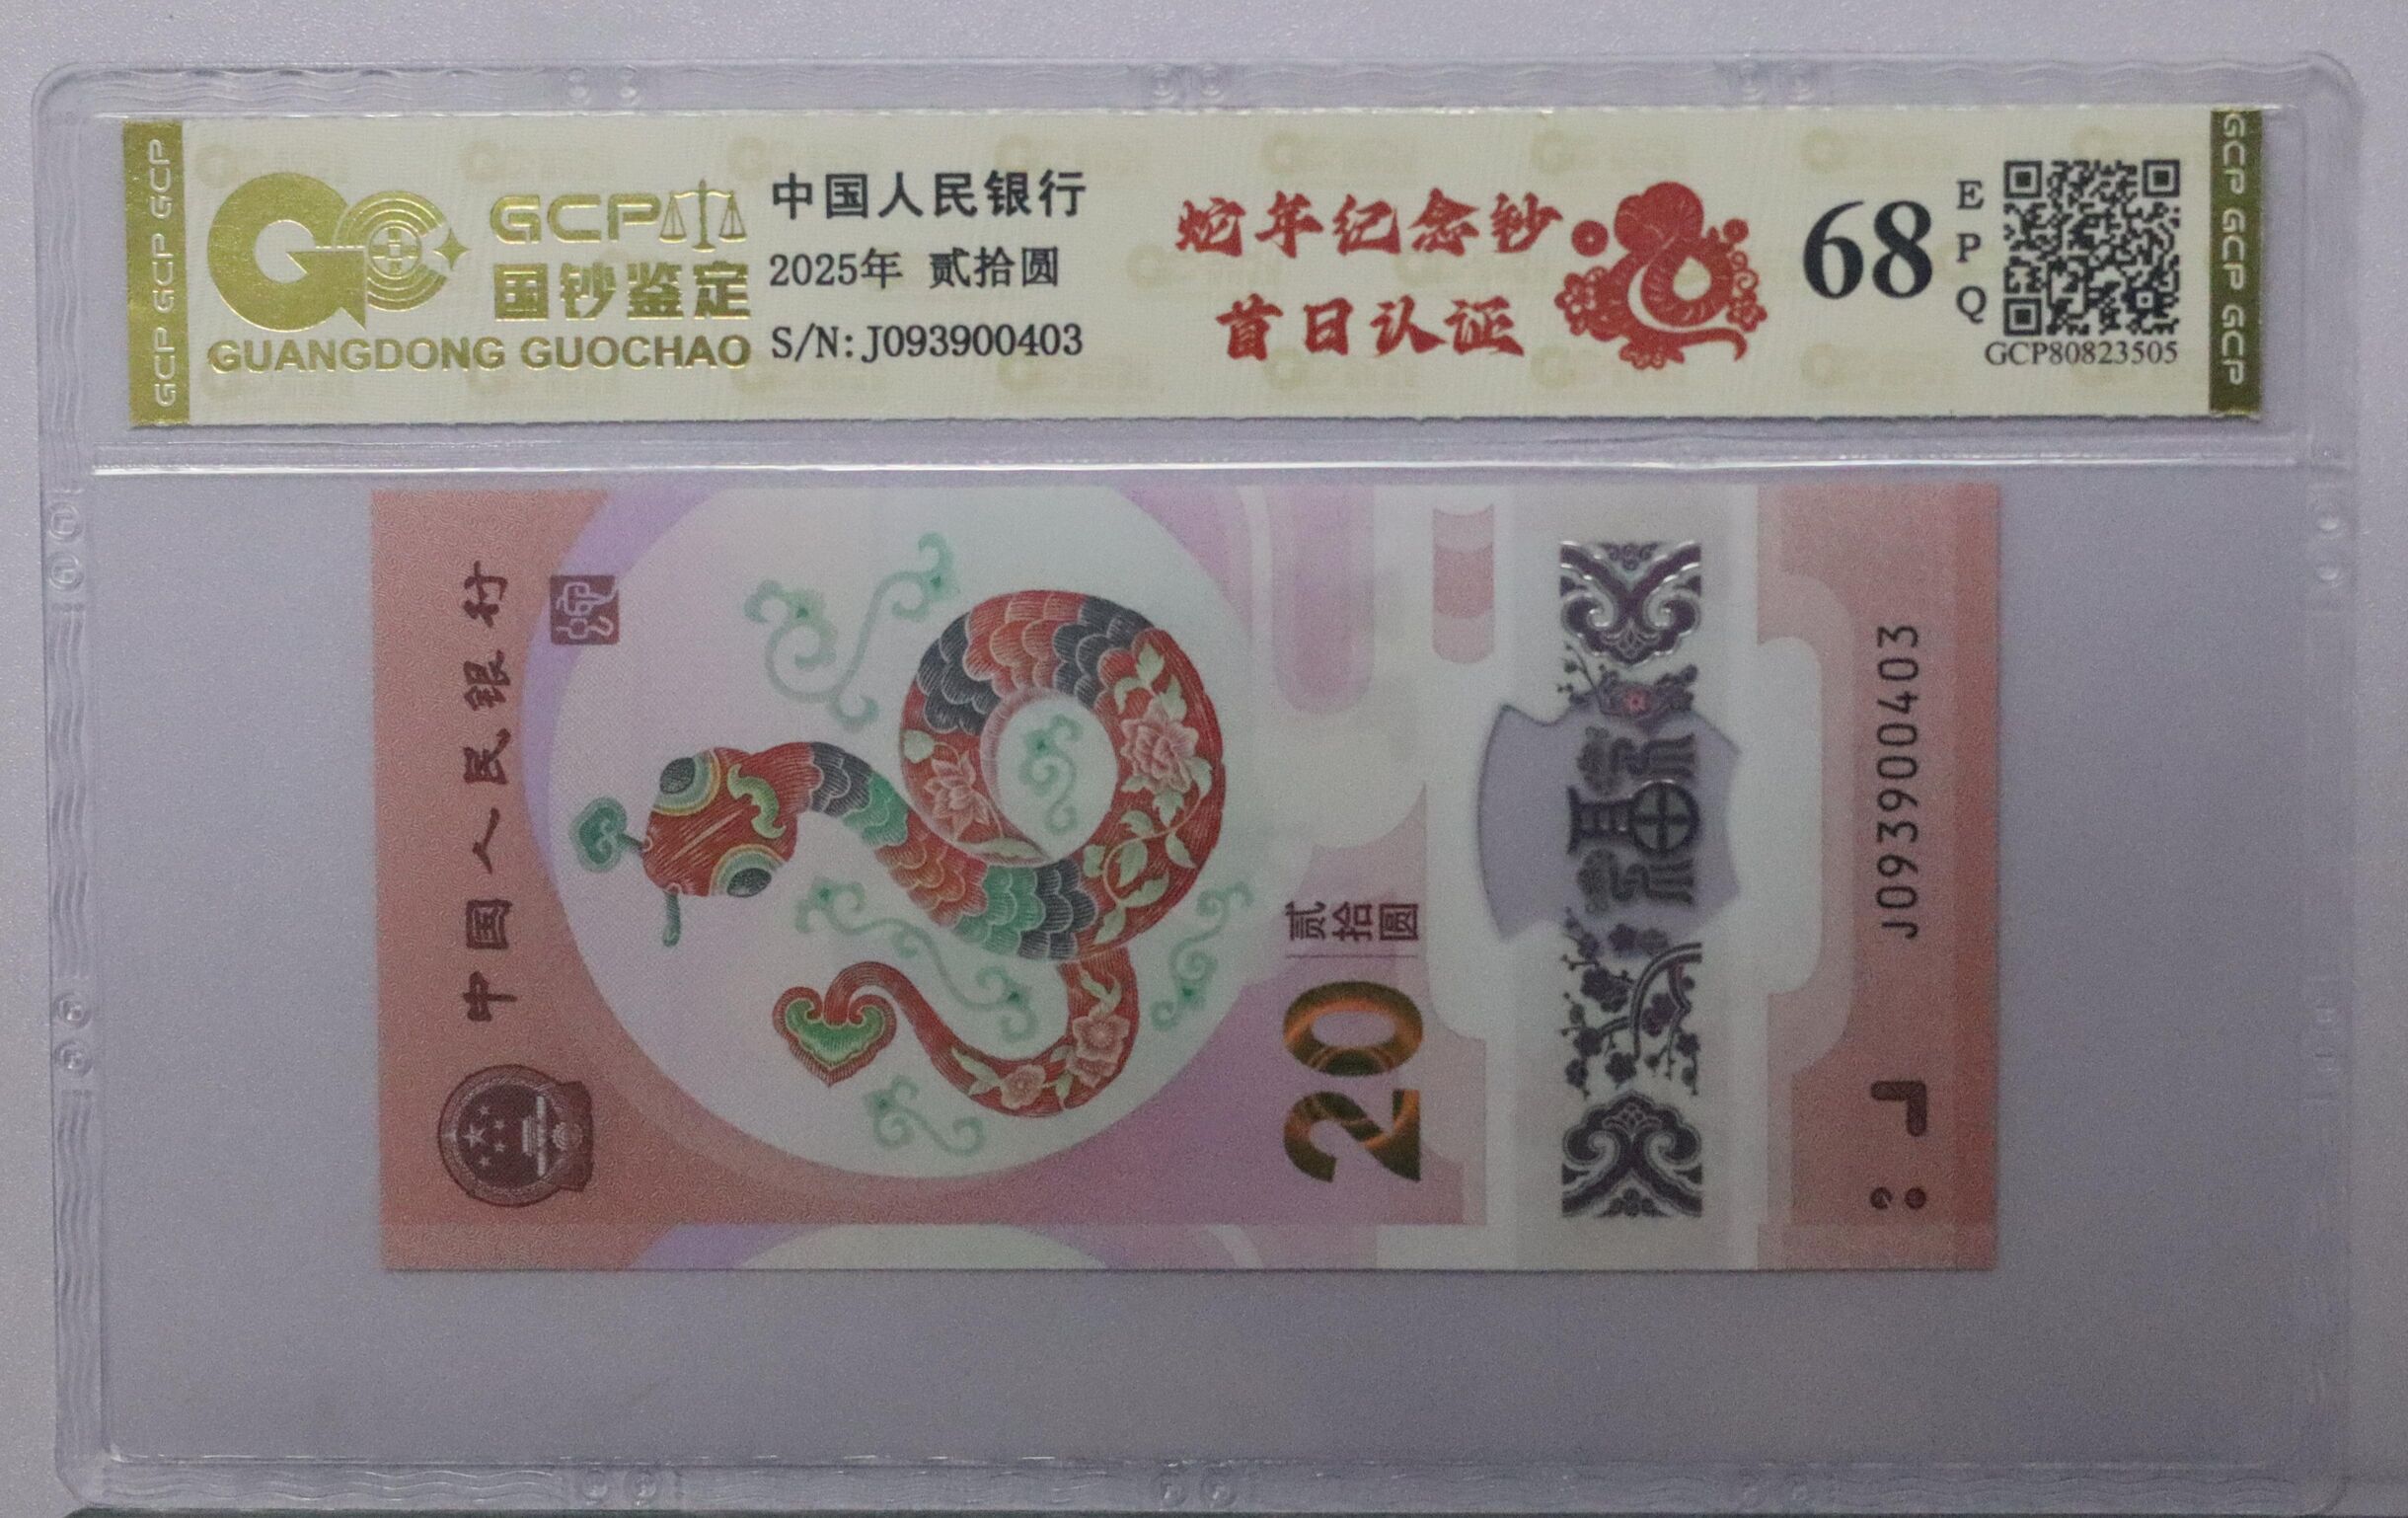 GCP GCP GCP
GCP
国钞鉴定
GUANGDONG GUOCHAO
中国人民银行
2025年 贰拾圆
S/N: J093900403
蛇年纪念钞
首日认证
68
EPQ
GCP80823505
GCP GCP GCP
中国人民银行
20
贰拾圆
福
J093900403